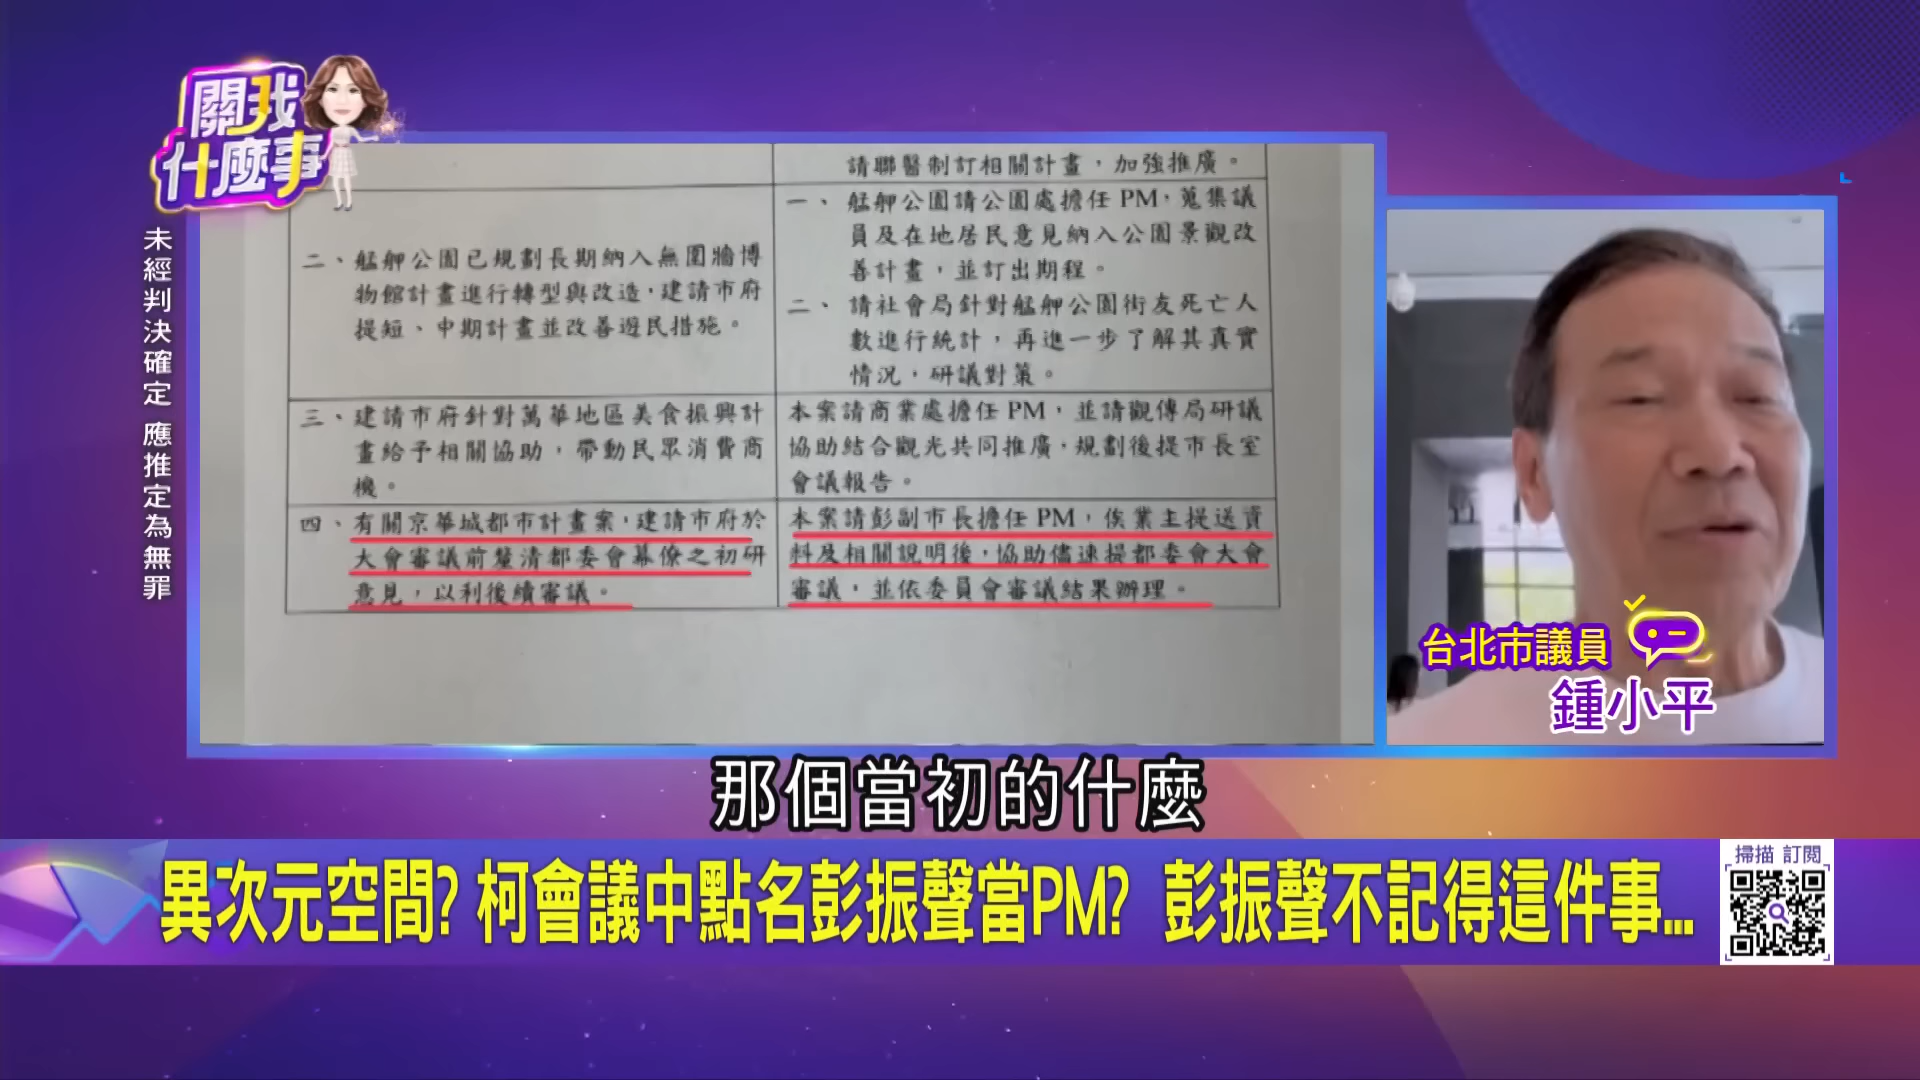 關我
什麼事
未經判決確定 應推定為無罪
請聯醫制訂相關計畫，加強推廣。
二、艋舺公園已規劃長期納入無圍牆博
物館計畫進行轉型與改造，建請市府
提短、中期計畫並改善遊民措施。
一、艋舺公園請公園處擔任PM，蒐集議
員及在地居民意見納入公園景觀改
善計畫，並訂出期程。
二、請社會局針對艋舺公園街友死亡人
數進行統計，再進一步了解其真實
情況，研議對策。
三、建請市府針對萬華地區美食振興計
畫給予相關協助，帶動民眾消費商
機。
本案請商業處擔任PM，並請觀傳局研議
協助結合觀光共同推廣，規劃後提市長室
會議報告。
四、有關京華城都市計畫案，建請市府於
大會審議前釐清都委會幕僚之初研
意見，以利後續審議。
本案請彭副市長擔任PM，俟業主提送資
料及相關說明後，協助儘速提都委會大會
審議，並依委員會審議結果辦理。
台北市議員
鍾小平
那個當初的什麼
異次元空間? 柯會議中點名彭振聲當PM? 彭振聲不記得這件事...
掃描 訂閱